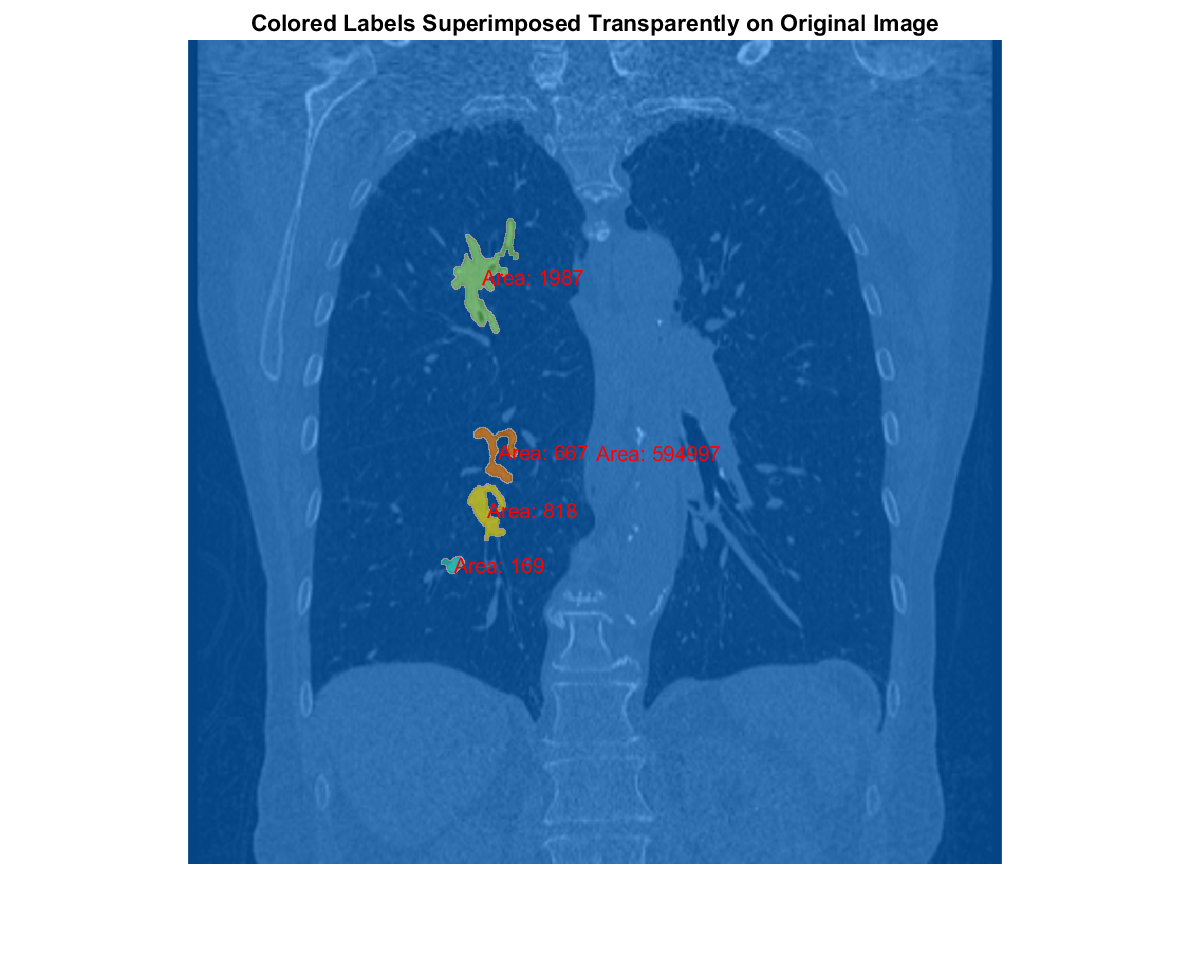 Colored Labels Superimposed Transparently on Original Image
Area: 1987
Area: 667 Area: 594997
Area: 818
Area: 169